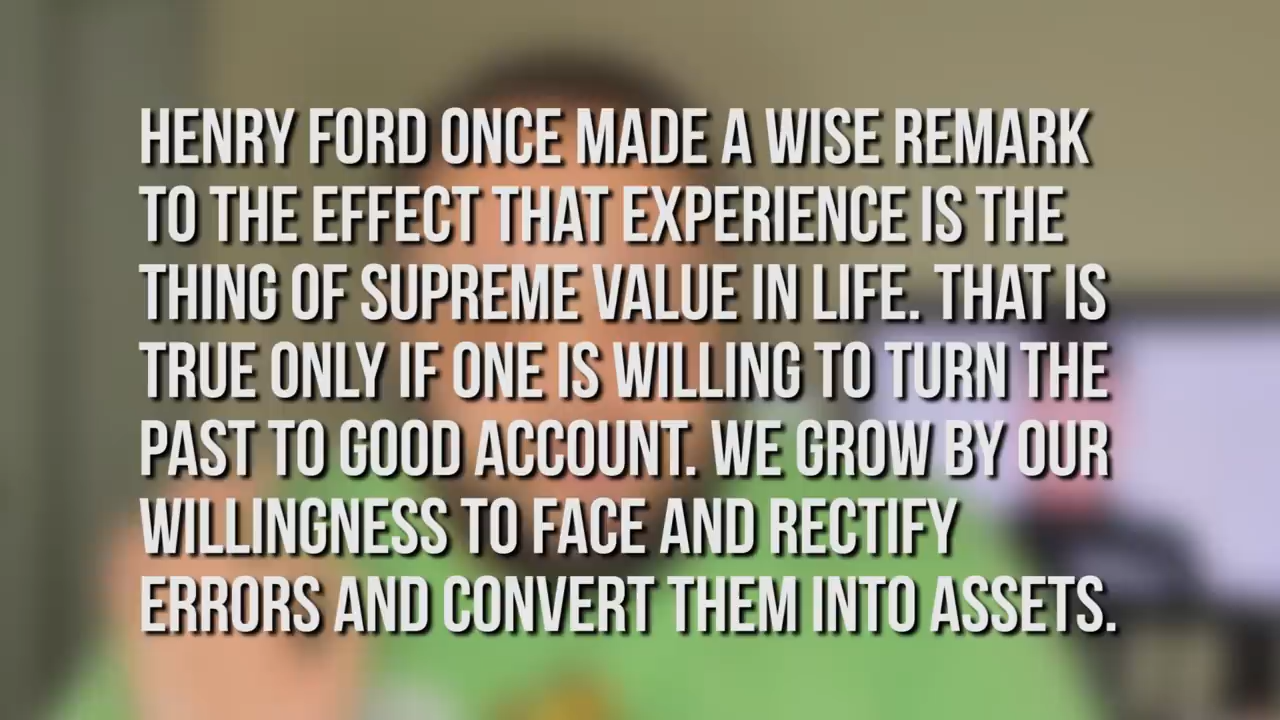 HENRY FORD ONCE MADE A WISE REMARK
TO THE EFFECT THAT EXPERIENCE IS THE
THING OF SUPREME VALUE IN LIFE. THAT IS
TRUE ONLY IF ONE IS WILLING TO TURN THE
PAST TO GOOD ACCOUNT. WE GROW BY OUR
WILLINGNESS TO FACE AND RECTIFY
ERRORS AND CONVERT THEM INTO ASSETS.